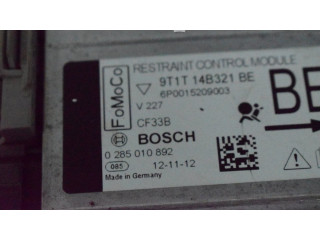 RESTRAINT CONTROL MODULE
FoMoCo
9T1T 14B321 BE
6P0015209003
V 227
CF33B
BE
BOSCH
0 285 010 892
085 12-11-12
Made in Germany